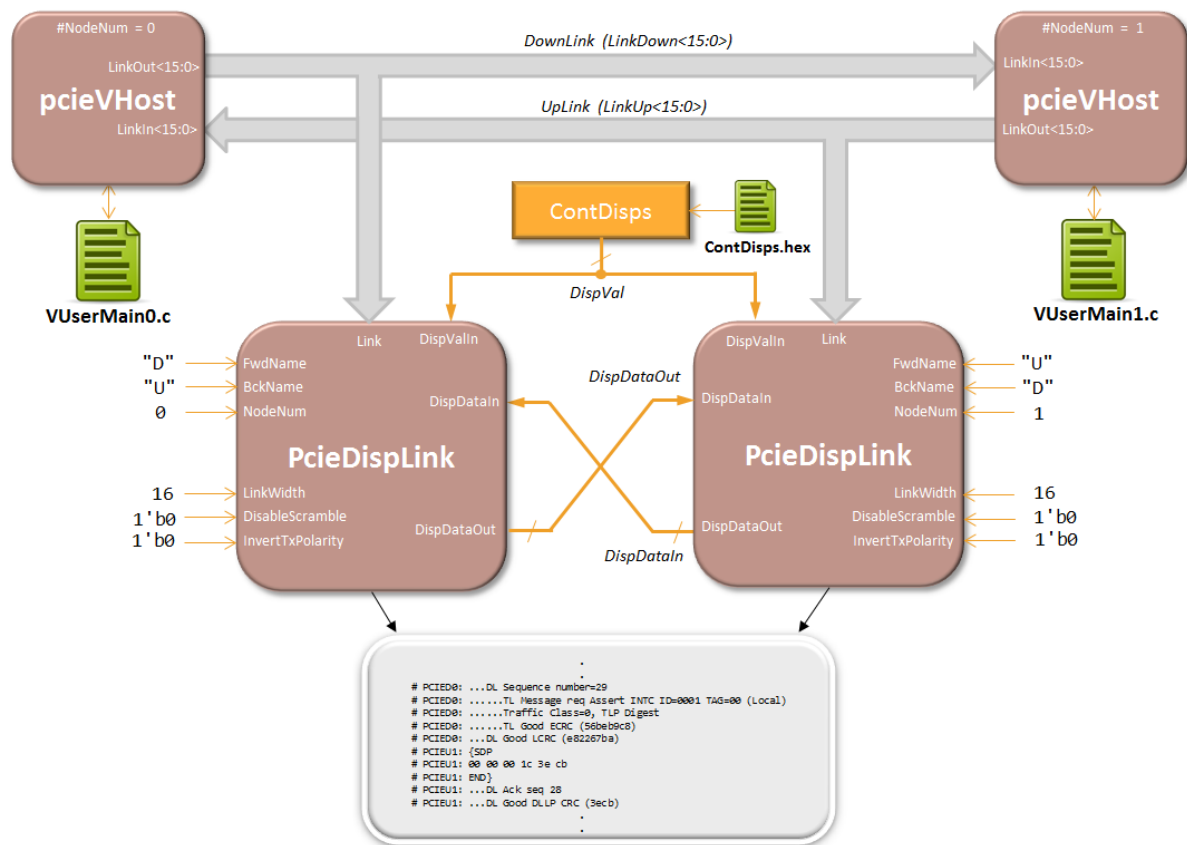 #NodeNum = 0
LinkOut<15:0>
pcieVHost
LinkIn<15:0>
DownLink (LinkDown<15:0>)
UpLink (LinkUp<15:0>)
#NodeNum = 1
LinkIn<15:0>
pcieVHost
LinkOut<15:0>
VUserMain0.c
ContDisps
ContDisps.hex
DispVal
VUserMain1.c
"D"
"U"
0
16
1'b0
1'b0
Link
DispValIn
FwdName
BckName
NodeNum
DispDataIn
PcieDispLink
LinkWidth
DisableScramble
InvertTxPolarity
DispDataOut
DispDataOut
DispDataIn
DispValIn
Link
FwdName
BckName
NodeNum
DispDataIn
PcieDispLink
LinkWidth
DisableScramble
InvertTxPolarity
DispDataOut
"U"
"D"
1
16
1'b0
1'b0
.
.
# PCIED0: ...DL Sequence number=29
# PCIED0: ......TL Message req Assert INTC ID=0001 TAG=00 (Local)
# PCIED0: ......Traffic Class=0, TLP Digest
# PCIED0: ......TL Good ECRC (56beb9c8)
# PCIED0: ...DL Good LCRC (e82267ba)
# PCIEU1: {SDP
# PCIEU1: 00 00 00 1c 3e cb
# PCIEU1: END}
# PCIEU1: ...DL Ack seq 28
# PCIEU1: ...DL Good DLLP CRC (3ecb)
.
.